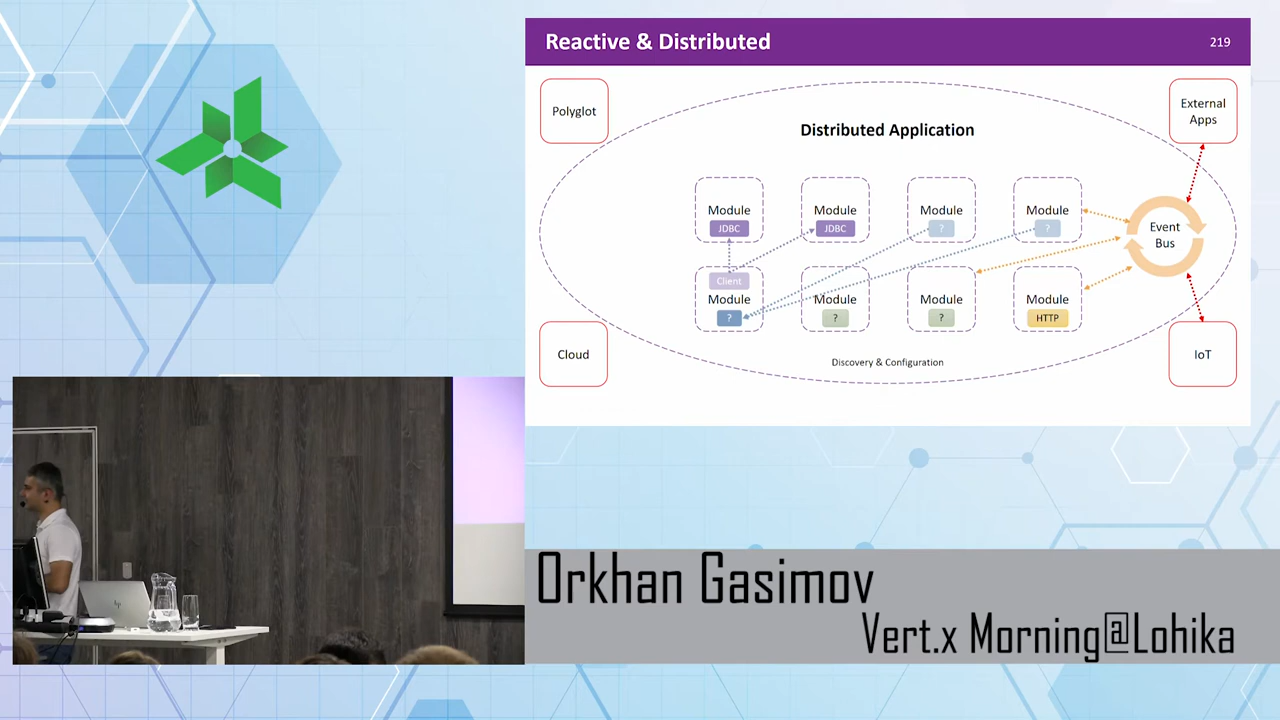 Reactive & Distributed
219
Polyglot
External
Apps
Distributed Application
Module
JDBC
Module
JDBC
Module
?
Module
?
Event
Bus
Client
Module
?
Module
?
Module
?
Module
HTTP
Cloud
IoT
Discovery & Configuration
Orkhan Gasimov
Vert.x Morning@Lohika